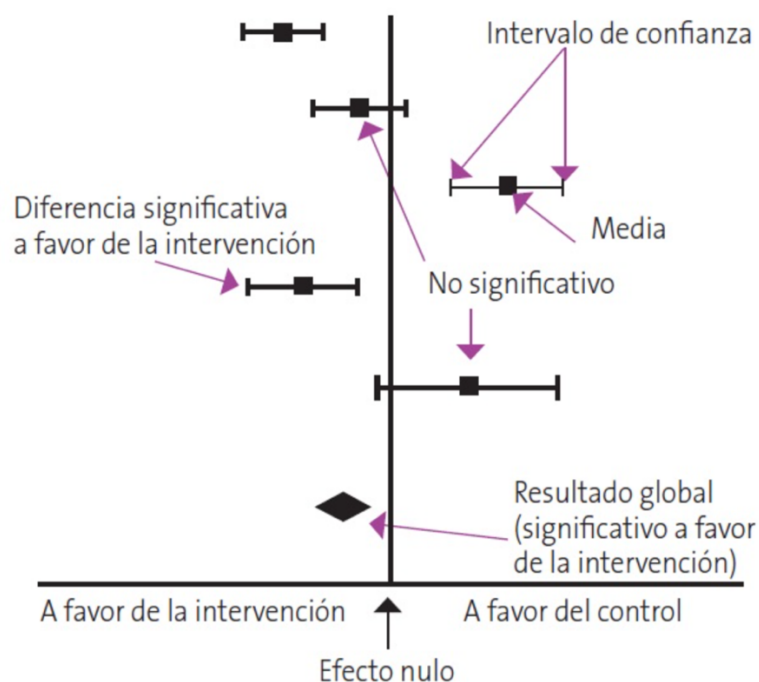 Intervalo de confianza
Diferencia significativa
a favor de la intervención
Media
No significativo
Resultado global
(significativo a favor
de la intervención)
A favor de la intervención
A favor del control
Efecto nulo